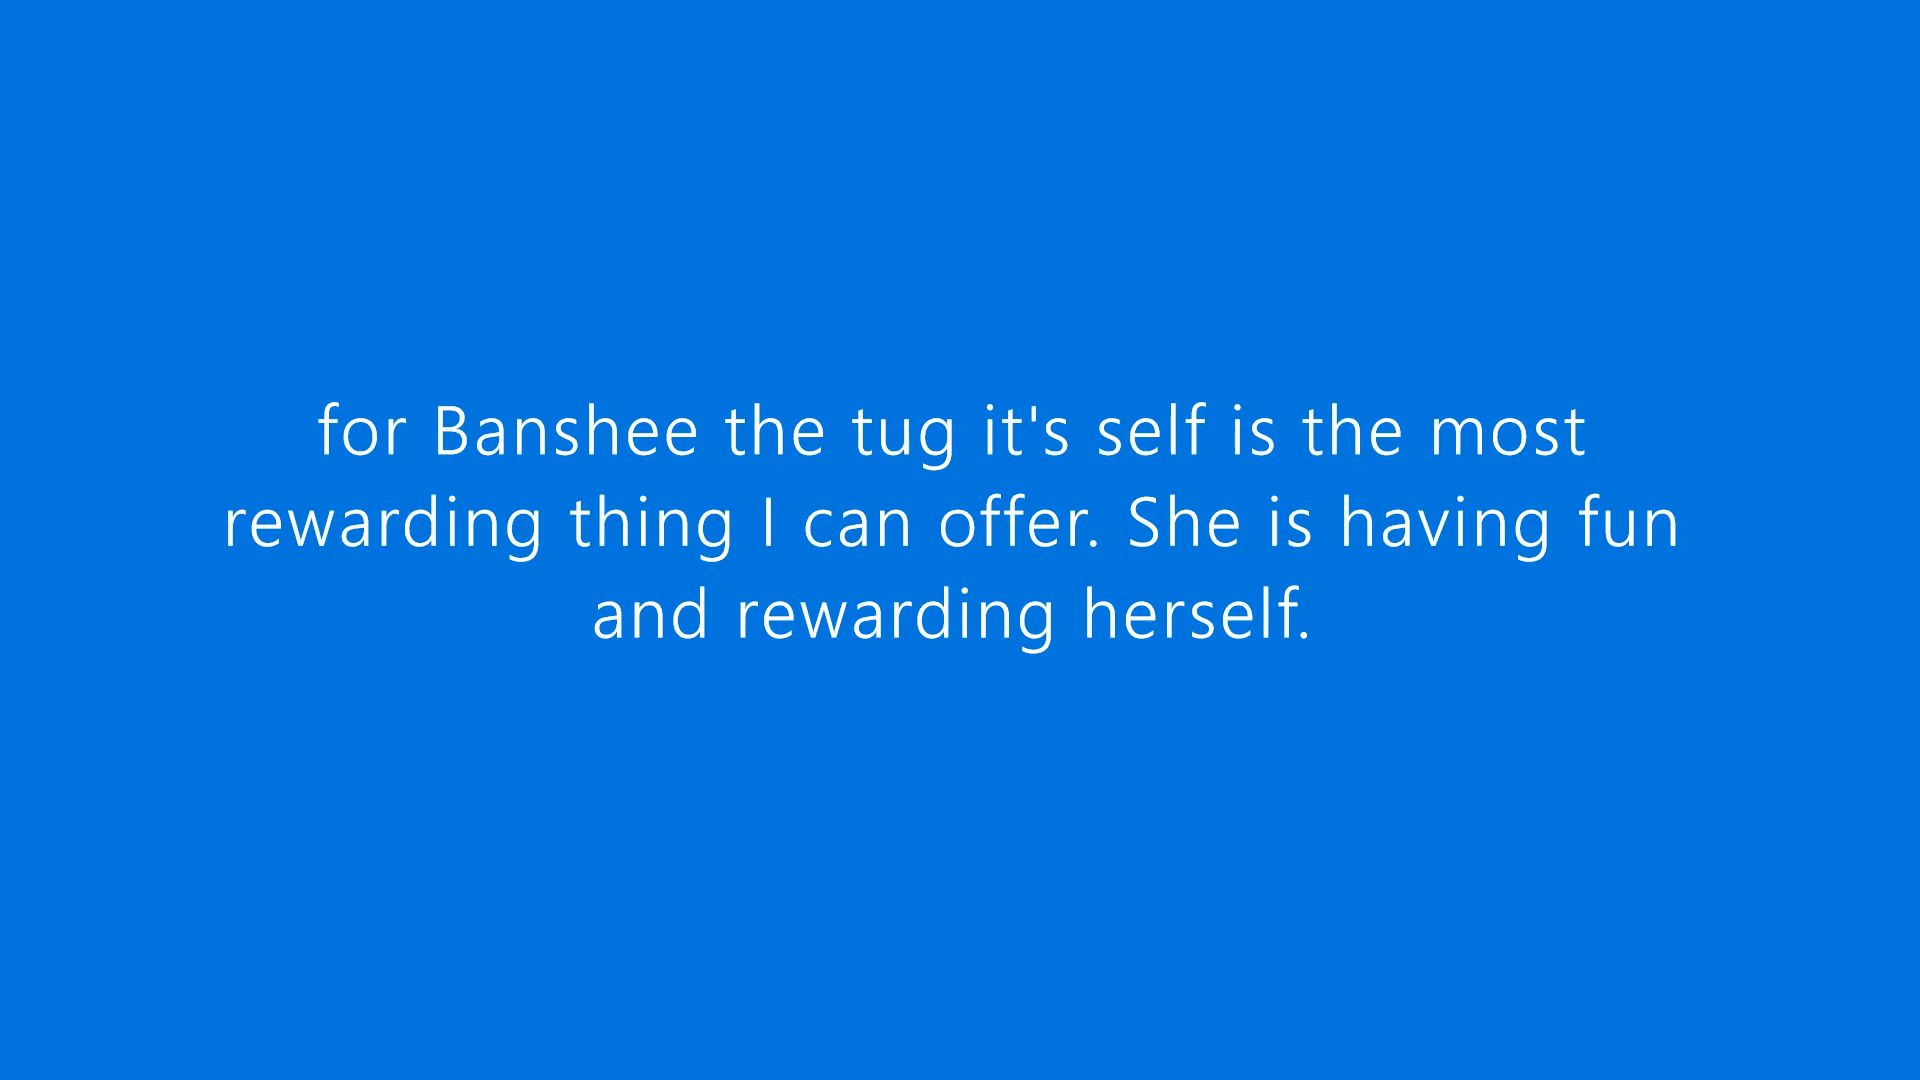 for Banshee the tug it's self is the most
rewarding thing I can offer. She is having fun
and rewarding herself.